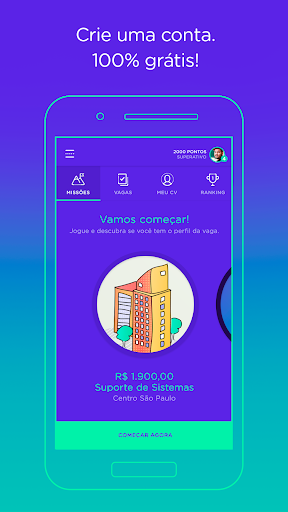 Crie uma conta.
100% grátis!
2000 PONTOS
SUPERATIVO
MISSÕES
VAGAS
MEU CV
RANKING
Vamos começar!
Jogue e descubra se você tem o perfil da vaga.
R$ 1.900,00
Suporte de Sistemas
Centro São Paulo
COMEÇAR AGORA